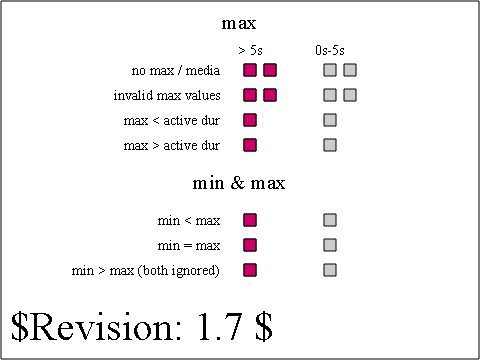 max
> 5s 0s-5s
no max / media
invalid max values
max < active dur
max > active dur
min & max
min < max
min = max
min > max (both ignored)
$Revision: 1.7 $